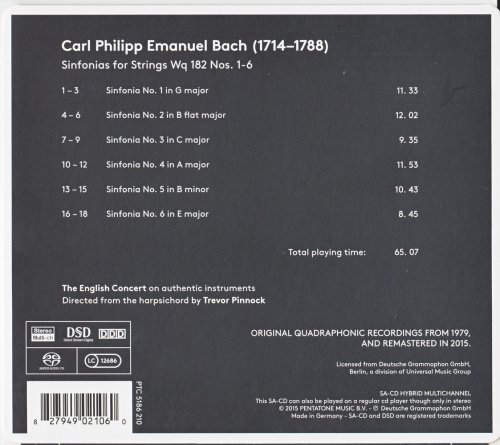 Carl Philipp Emanuel Bach (1714–1788)
Sinfonias for Strings Wq 182 Nos. 1-6
1 – 3 Sinfonia No. 1 in G major 11. 33
4 – 6 Sinfonia No. 2 in B flat major 12. 02
7 – 9 Sinfonia No. 3 in C major 9. 35
10 – 12 Sinfonia No. 4 in A major 11. 53
13 – 15 Sinfonia No. 5 in B minor 10. 43
16 – 18 Sinfonia No. 6 in E major 8. 45
Total playing time: 65. 07
The English Concert on authentic instruments
Directed from the harpsichord by Trevor Pinnock
Stereo
Multi-ch
DSD
Direct Stream Digital
DDD
SUPER AUDIO CD
LC 12686
ORIGINAL QUADRAPHONIC RECORDINGS FROM 1979,
AND REMASTERED IN 2015.
Licensed from Deutsche Grammophon GmbH,
Berlin, a division of Universal Music Group
8 27949 02106 0
PTC 5186 210
SA-CD HYBRID MULTICHANNEL
This SA-CD can also be played on a regular cd player though only in stereo
© 2015 PENTATONE MUSIC B.V. - ℗ Deutsche Grammophon GmbH
Made in Germany - SA-CD and DSD are registered trademarks